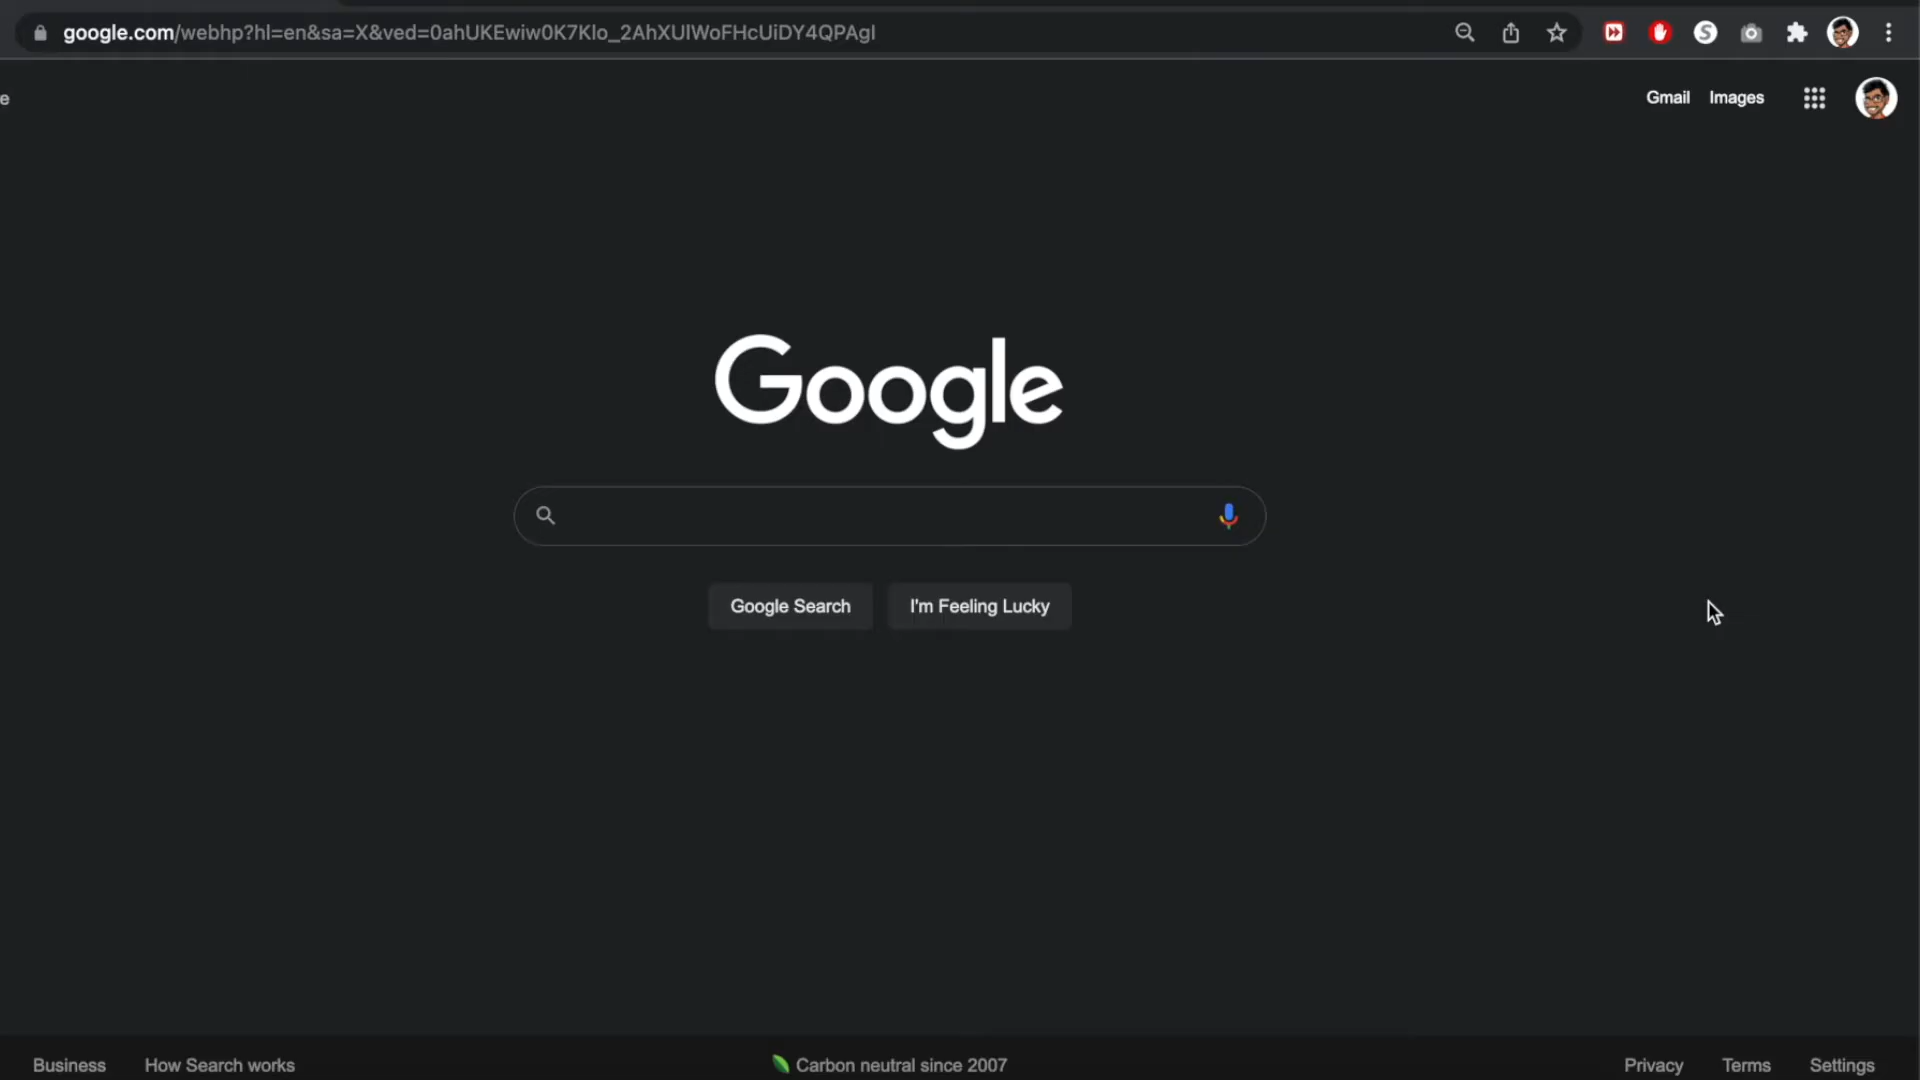 google.com/webhp?hl=en&sa=X&ved=0ahUKEwiw0K7Klo_2AhXUIWoFHcUiDY4QPAgI
e
Gmail Images
Google
Google Search I'm Feeling Lucky
Business How Search works Carbon neutral since 2007 Privacy Terms Settings